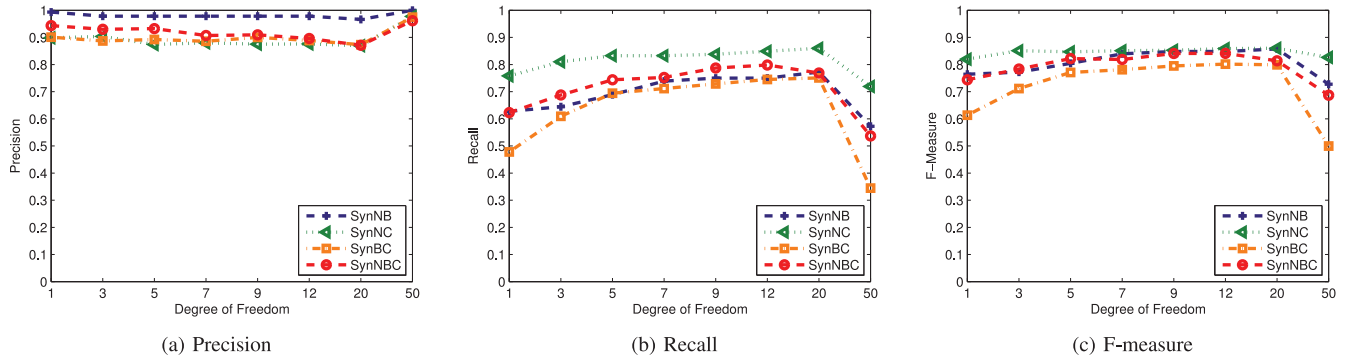 Precision
1
0.9
0.8
0.7
0.6
0.5
0.4
0.3
0.2
0.1
0
1 3 5 7 9 12 20 50
Degree of Freedom
SynNB
SynNC
SynBC
SynNBC
(a) Precision
Recall
1
0.9
0.8
0.7
0.6
0.5
0.4
0.3
0.2
0.1
0
1 3 5 7 9 12 20 50
Degree of Freedom
SynNB
SynNC
SynBC
SynNBC
(b) Recall
F−Measure
1
0.9
0.8
0.7
0.6
0.5
0.4
0.3
0.2
0.1
0
1 3 5 7 9 12 20 50
Degree of Freedom
SynNB
SynNC
SynBC
SynNBC
(c) F-measure